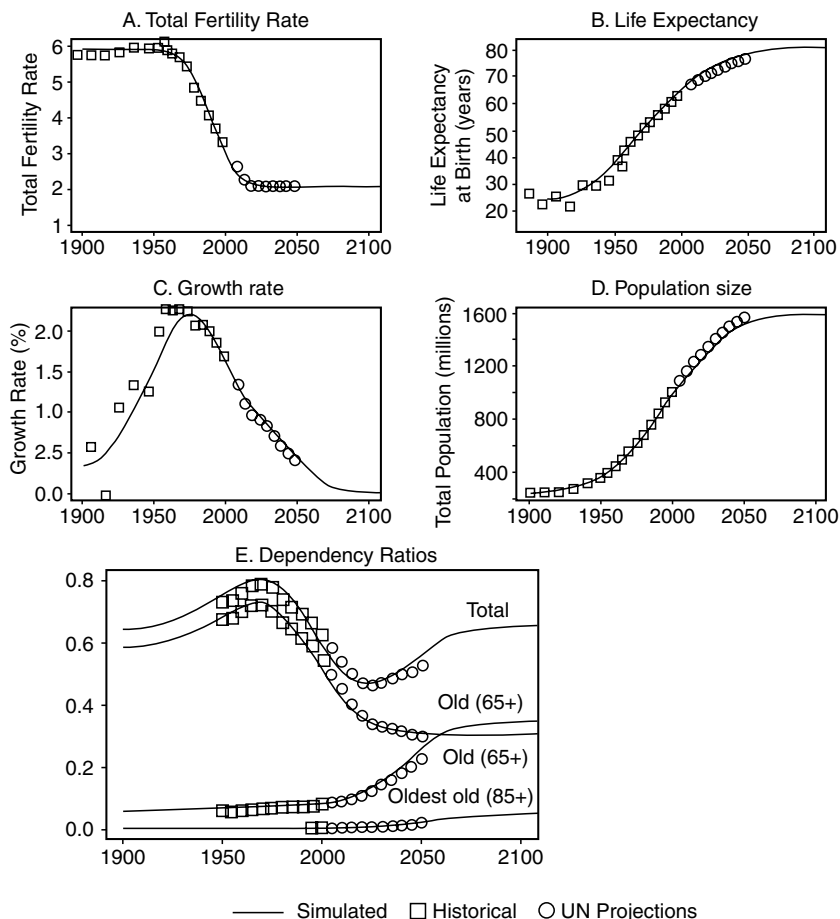 A. Total Fertility Rate
Total Fertility Rate
6
5
4
3
2
1
1900 1950 2000 2050 2100
B. Life Expectancy
Life Expectancy
at Birth (years)
80
70
60
50
40
30
20
1900 1950 2000 2050 2100
C. Growth rate
Growth Rate (%)
2.0
1.5
1.0
2.5
0.0
1900 1950 2000 2050 2100
D. Population size
Total Population (millions)
1600
1200
800
400
1900 1950 2000 2050 2100
E. Dependency Ratios
0.8
0.6
0.4
0.2
0.0
Total
Old (65+)
Old (65+)
Oldest old (85+)
1900 1950 2000 2050 2100
Simulated Historical UN Projections